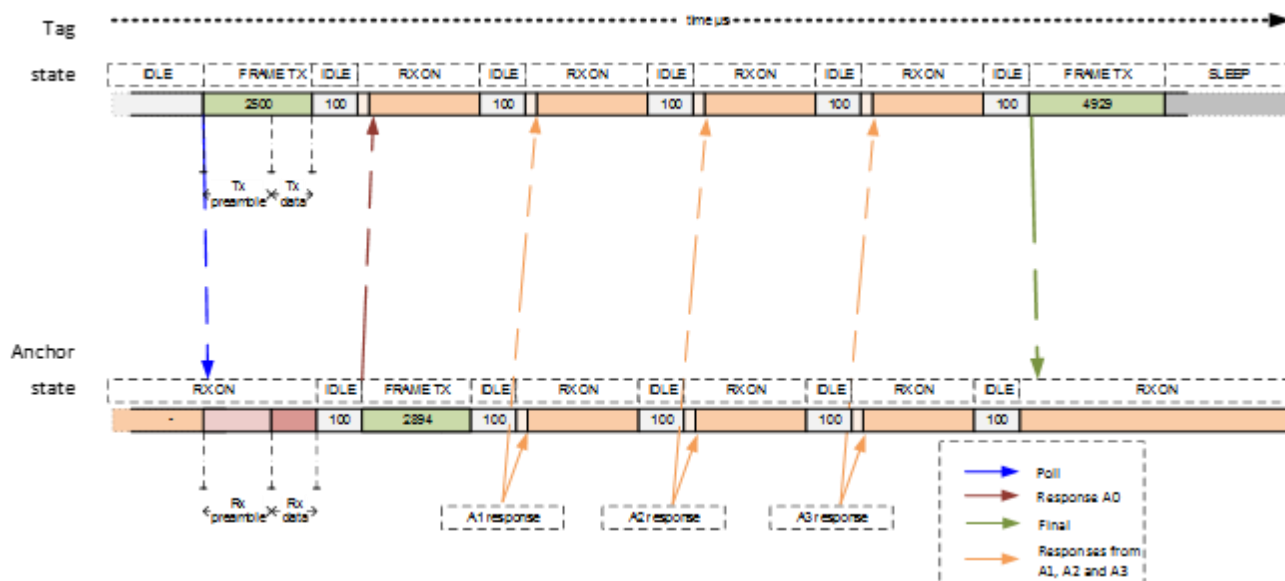 time µs
Tag
state
IDLE FRAME TX IDLE RX ON IDLE RX ON IDLE RX ON IDLE RX ON IDLE FRAME TX SLEEP
2500 100 100 100 100 100 4929
Tx
preamble
Tx
data
Anchor
state
RX ON IDLE FRAME TX IDLE RX ON IDLE RX ON IDLE RX ON IDLE RX ON
- 100 2894 100 100 100 100
Rx
preamble
Rx
data
A1 response A2 response A3 response
Poll
Response A0
Final
Responses from
A1, A2 and A3